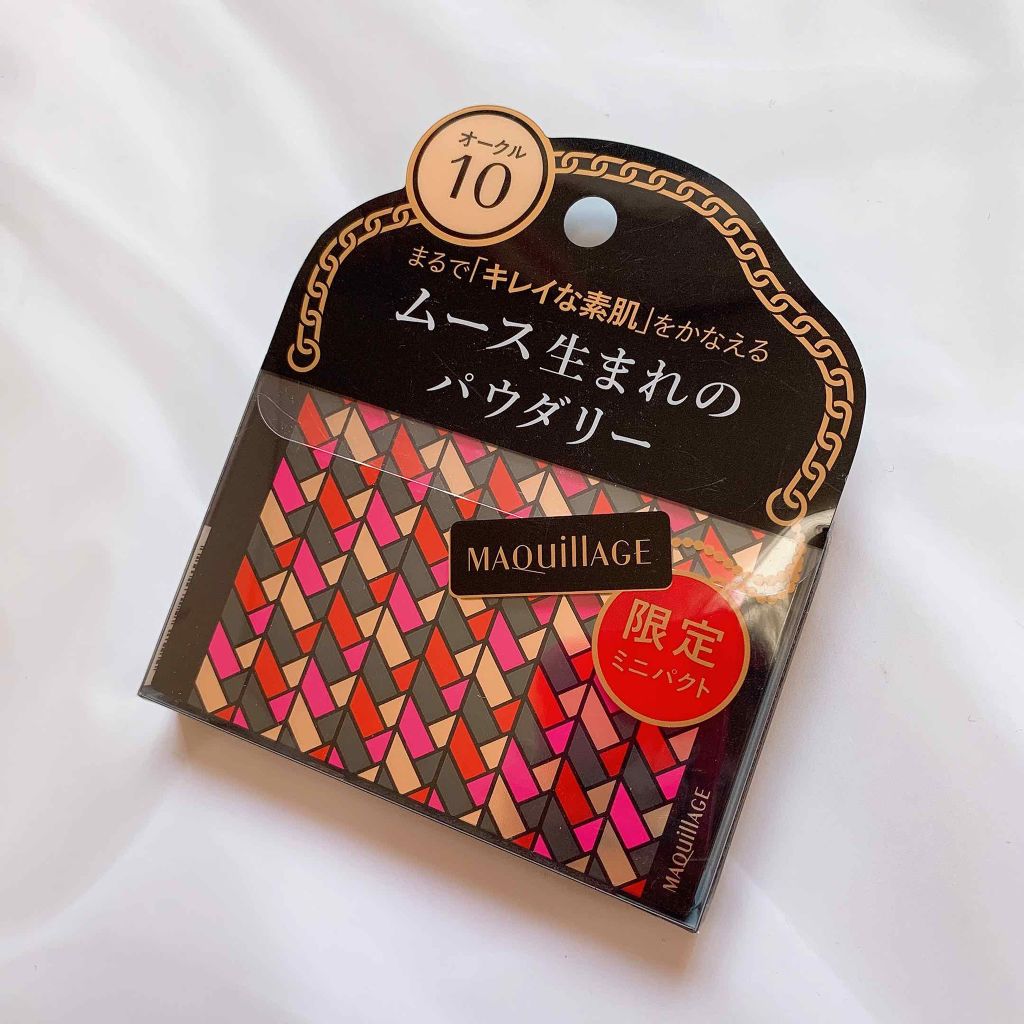 オークル
10
まるで「キレイな素肌」をかなえる
ムース生まれの
パウダリー
MAQuillAGE
限定
ミニパクト
MAQuillAGE